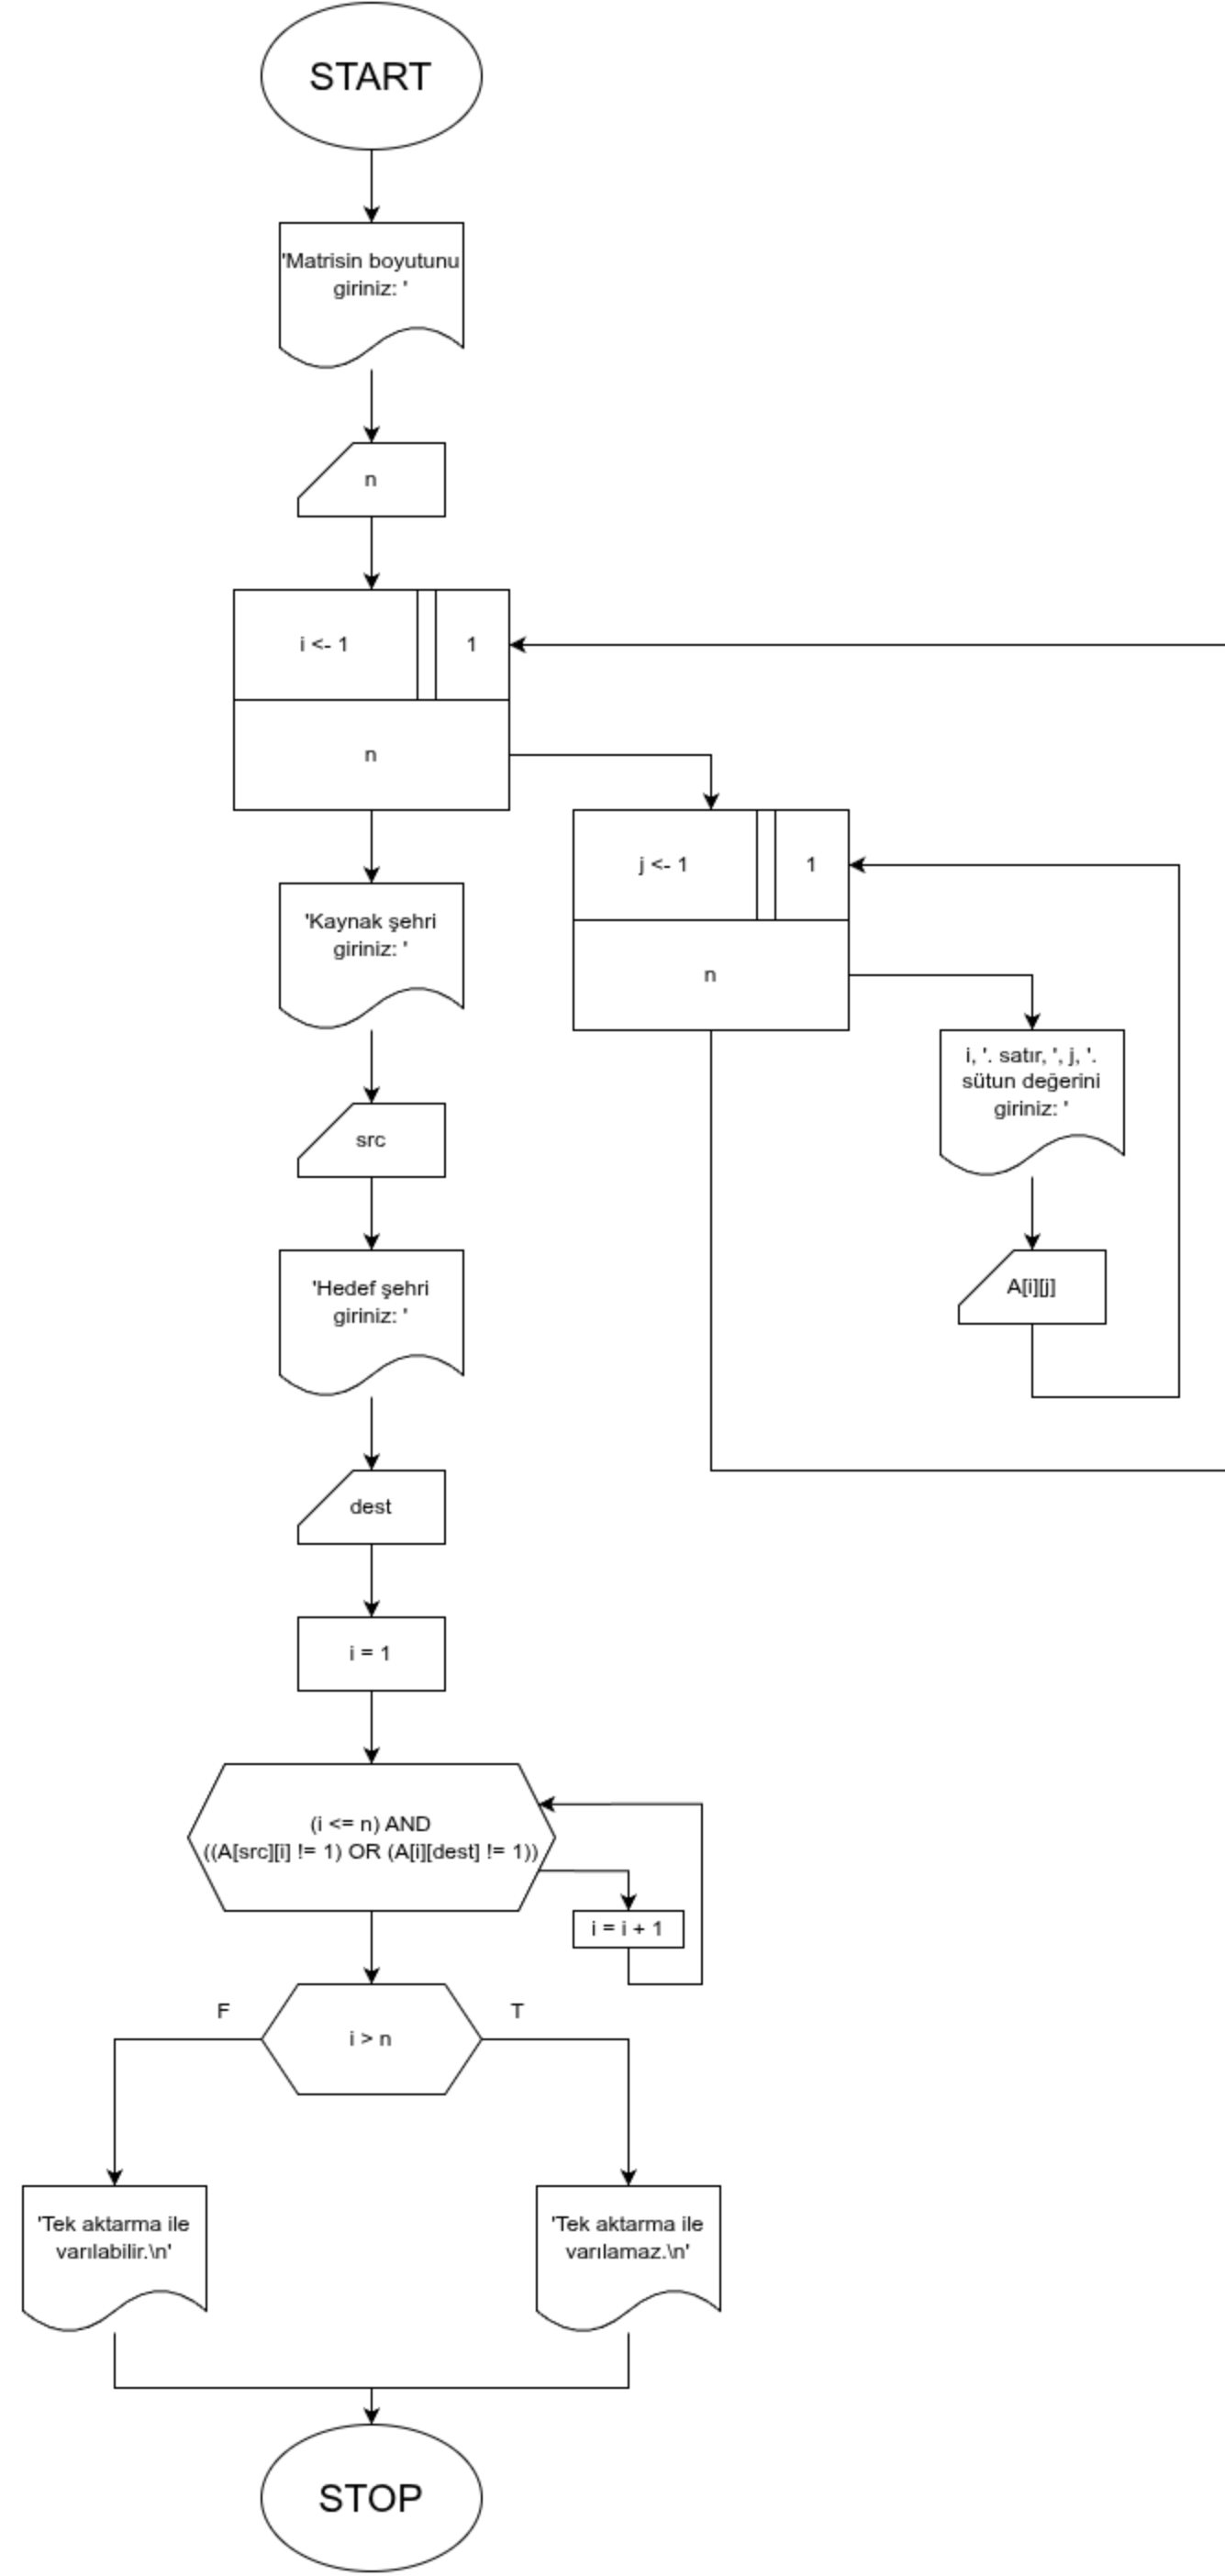 START
'Matrisin boyutunu
giriniz: '
n
i <- 1
1
n
j <- 1
1
n
i, '. satır, ', j, '.
sütun değerini
giriniz: '
A[i][j]
'Kaynak şehri
giriniz: '
src
'Hedef şehri
giriniz: '
dest
i = 1
(i <= n) AND
((A[src][i] != 1) OR (A[i][dest] != 1))
i = i + 1
F
T
i > n
'Tek aktarma ile
varılabilir.\n'
'Tek aktarma ile
varılamaz.\n'
STOP